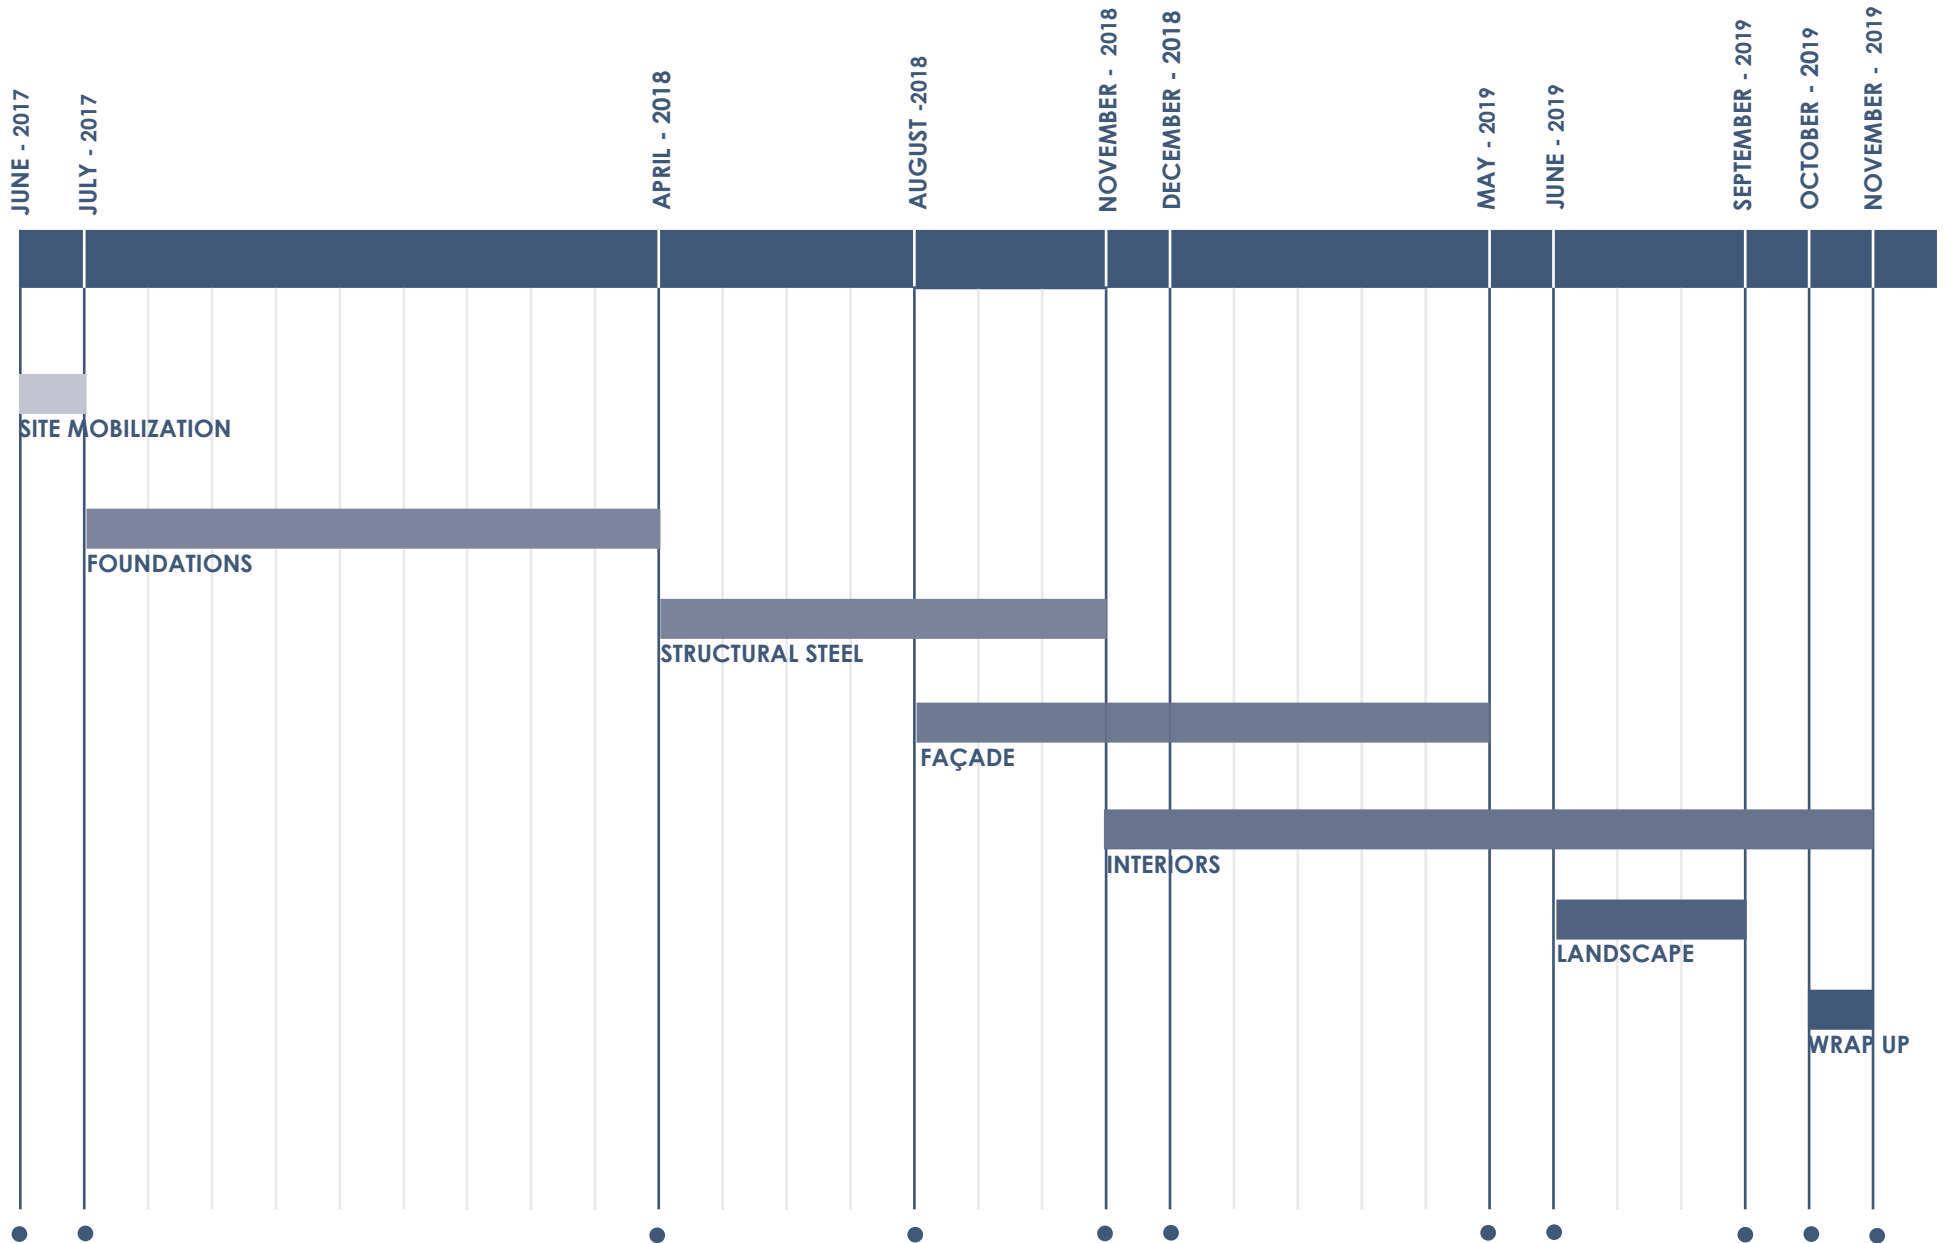 JUNE - 2017
JULY - 2017
APRIL - 2018
AUGUST -2018
NOVEMBER - 2018
DECEMBER - 2018
MAY - 2019
JUNE - 2019
SEPTEMBER - 2019
OCTOBER - 2019
NOVEMBER - 2019
SITE MOBILIZATION
FOUNDATIONS
STRUCTURAL STEEL
FAÇADE
INTERIORS
LANDSCAPE
WRAP UP